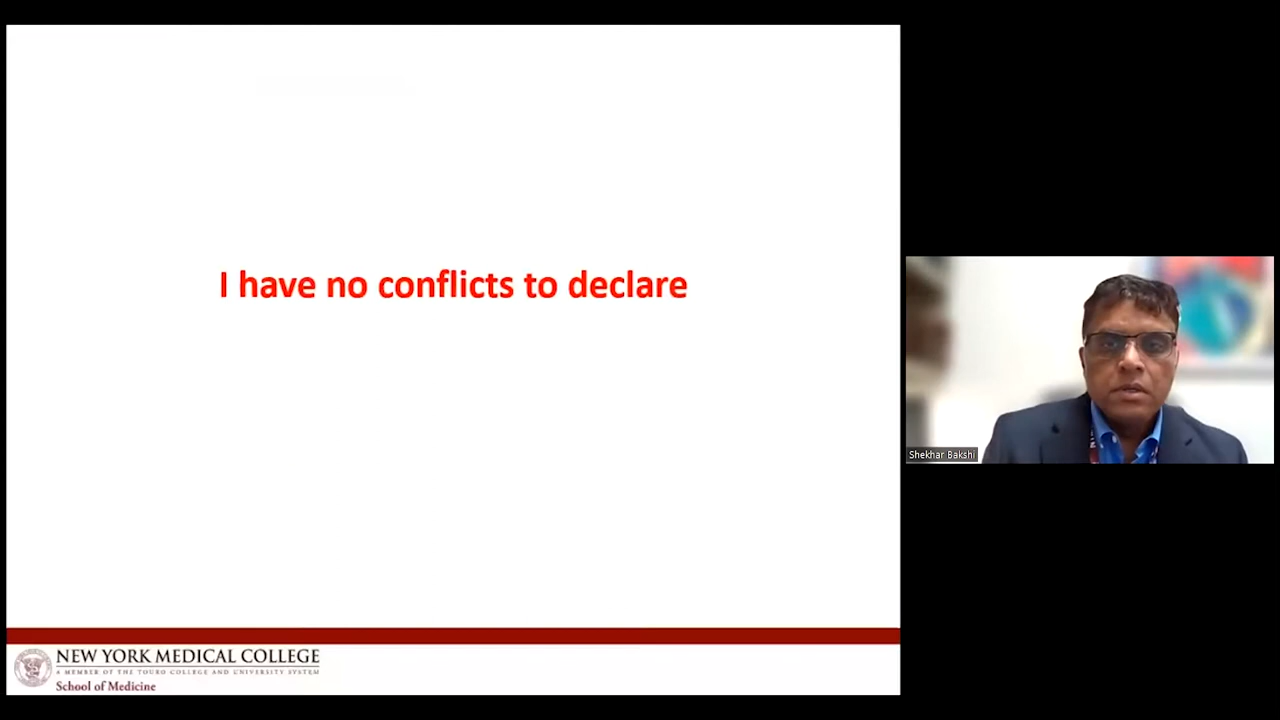 I have no conflicts to declare
NEW YORK MEDICAL COLLEGE
A MEMBER OF THE TOURO COLLEGE AND UNIVERSITY SYSTEM
School of Medicine
Shekhar Bakshi